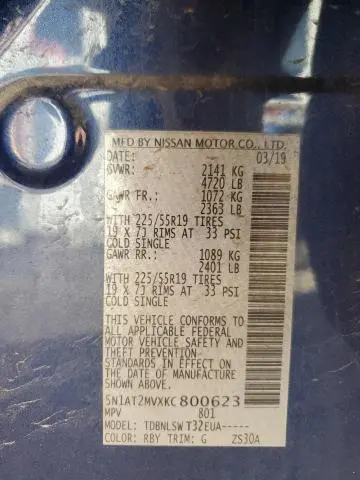 MFD BY NISSAN MOTOR CO., LTD.
DATE: 03/19
GVWR: 2141 KG
4720 LB
GAWR FR.: 1072 KG
2363 LB
WITH 225/55R19 TIRES
19 X 7J RIMS AT 33 PSI
COLD SINGLE
GAWR RR.: 1089 KG
2401 LB
WITH 225/55R19 TIRES
19 X 7J RIMS AT 33 PSI
COLD SINGLE
THIS VEHICLE CONFORMS TO
ALL APPLICABLE FEDERAL
MOTOR VEHICLE SAFETY AND
THEFT PREVENTION
STANDARDS IN EFFECT ON
THE DATE OF MANUFACTURE
SHOWN ABOVE.
5N1AT2MVXKC800623
MPV 801
MODEL: TDBNLSW T32EUA-----
COLOR: RBY TRIM: G ZS30A